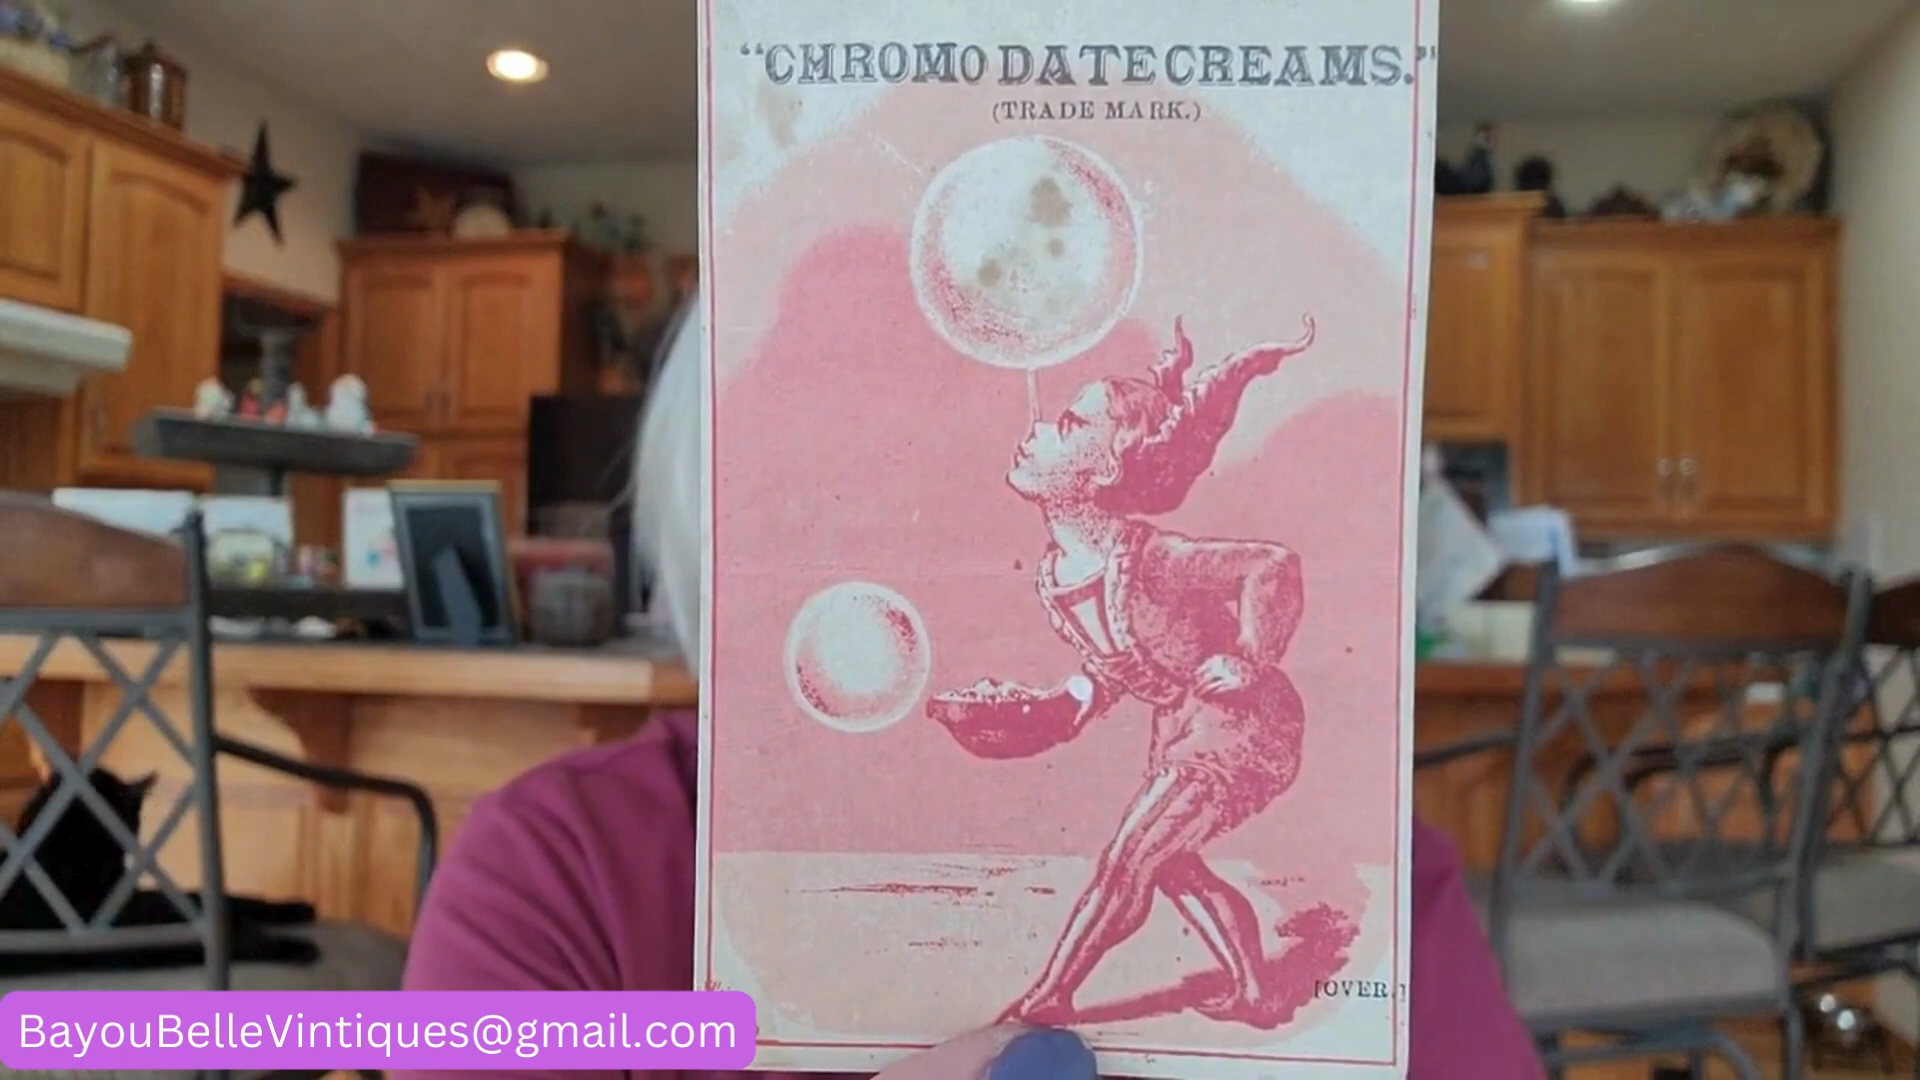 "CHROMO DATE CREAMS."
(TRADE MARK.)
[OVER.]
BayouBelleVintiques@gmail.com